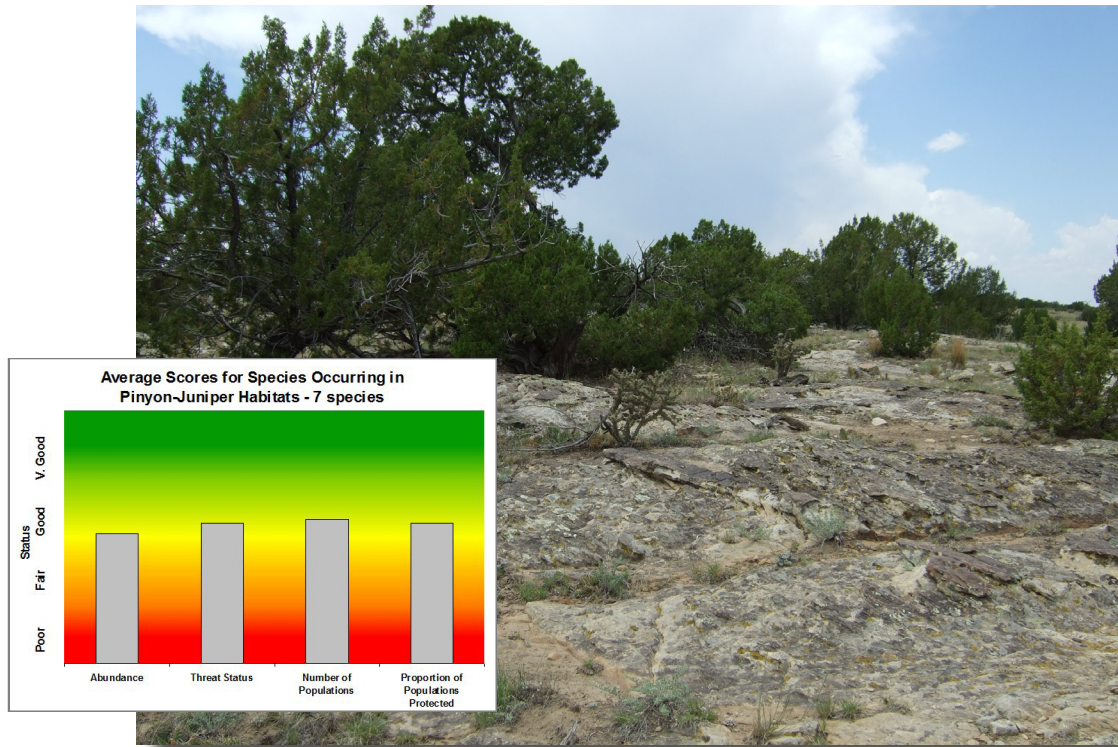 Average Scores for Species Occurring in
Pinyon-Juniper Habitats - 7 species
Status
V. Good
Good
Fair
Poor
Abundance
Threat Status
Number of
Populations
Proportion of
Populations
Protected